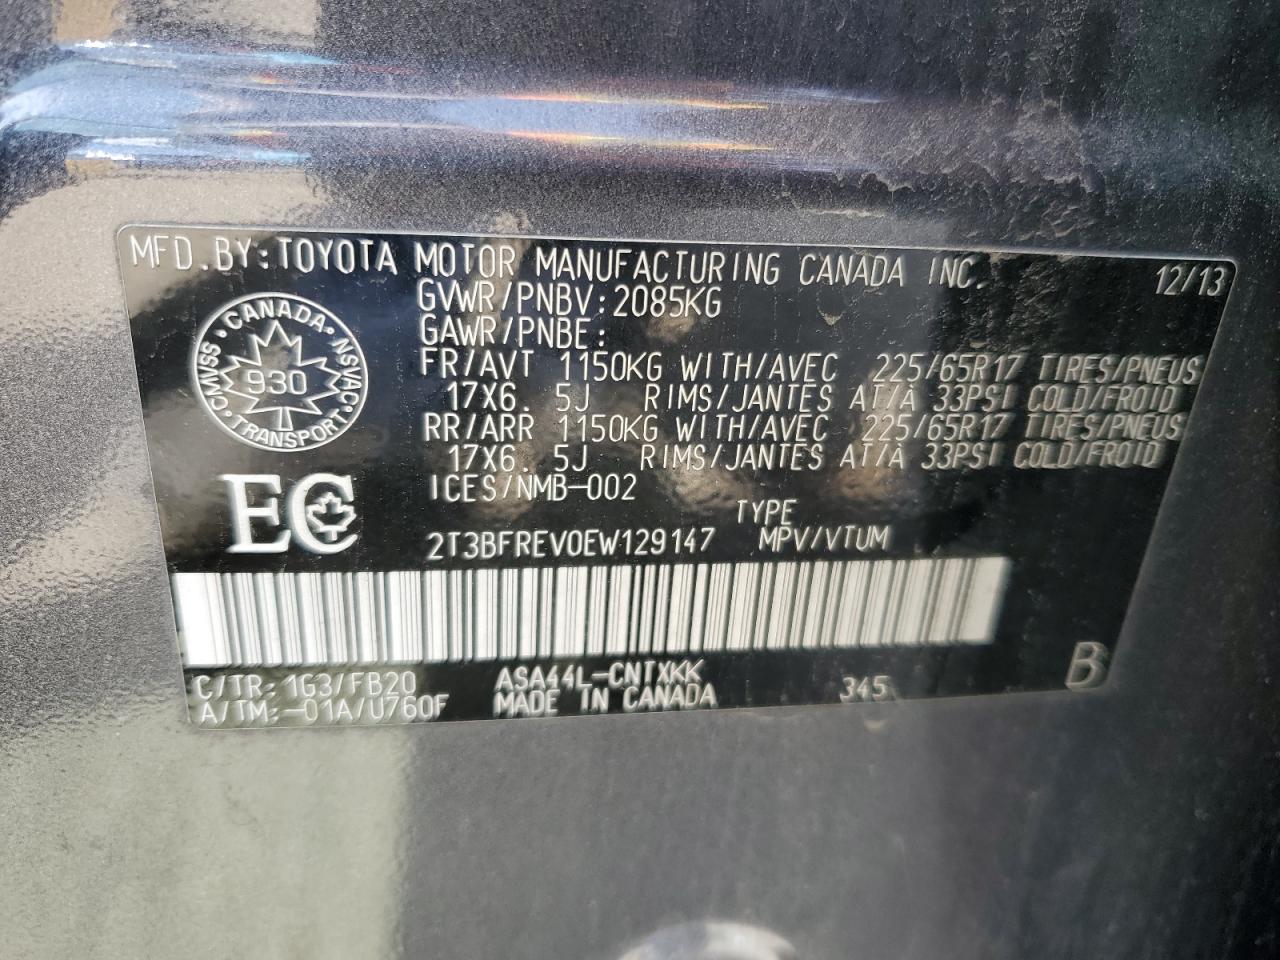 MFD.BY:TOYOTA MOTOR MANUFACTURING CANADA INC. 12/13
GVWR/PNBV:2085KG
GAWR/PNBE:
FR/AVT 1150KG WITH/AVEC 225/65R17 TIRES/PNEUS
17X6.5J RIMS/JANTES AT/À 33PSI COLD/FROID
RR/ARR 1150KG WITH/AVEC 225/65R17 TIRES/PNEUS
17X6.5J RIMS/JANTES AT/À 33PSI COLD/FROID
ICES/NMB-002
CMVSS • CANADA • NSVAC • TRANSPORT •
930
EC
TYPE
2T3BFREV0EW129147 MPV/VTUM
C/TR:1G3/FB20 ASA44L-CNTXKK
A/TM:-01A/U760F MADE IN CANADA 345 B